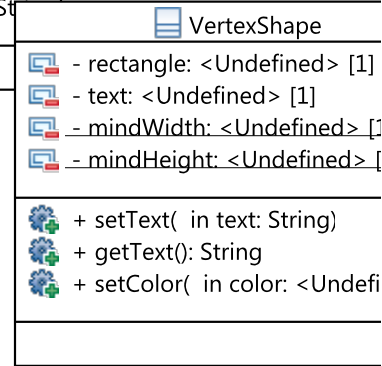 VertexShape
- rectangle: <Undefined> [1]
- text: <Undefined> [1]
- mindWidth: <Undefined> [1
- mindHeight: <Undefined> [
+ setText(  in text: String)
+ getText(): String
+ setColor(  in color: <Undefi